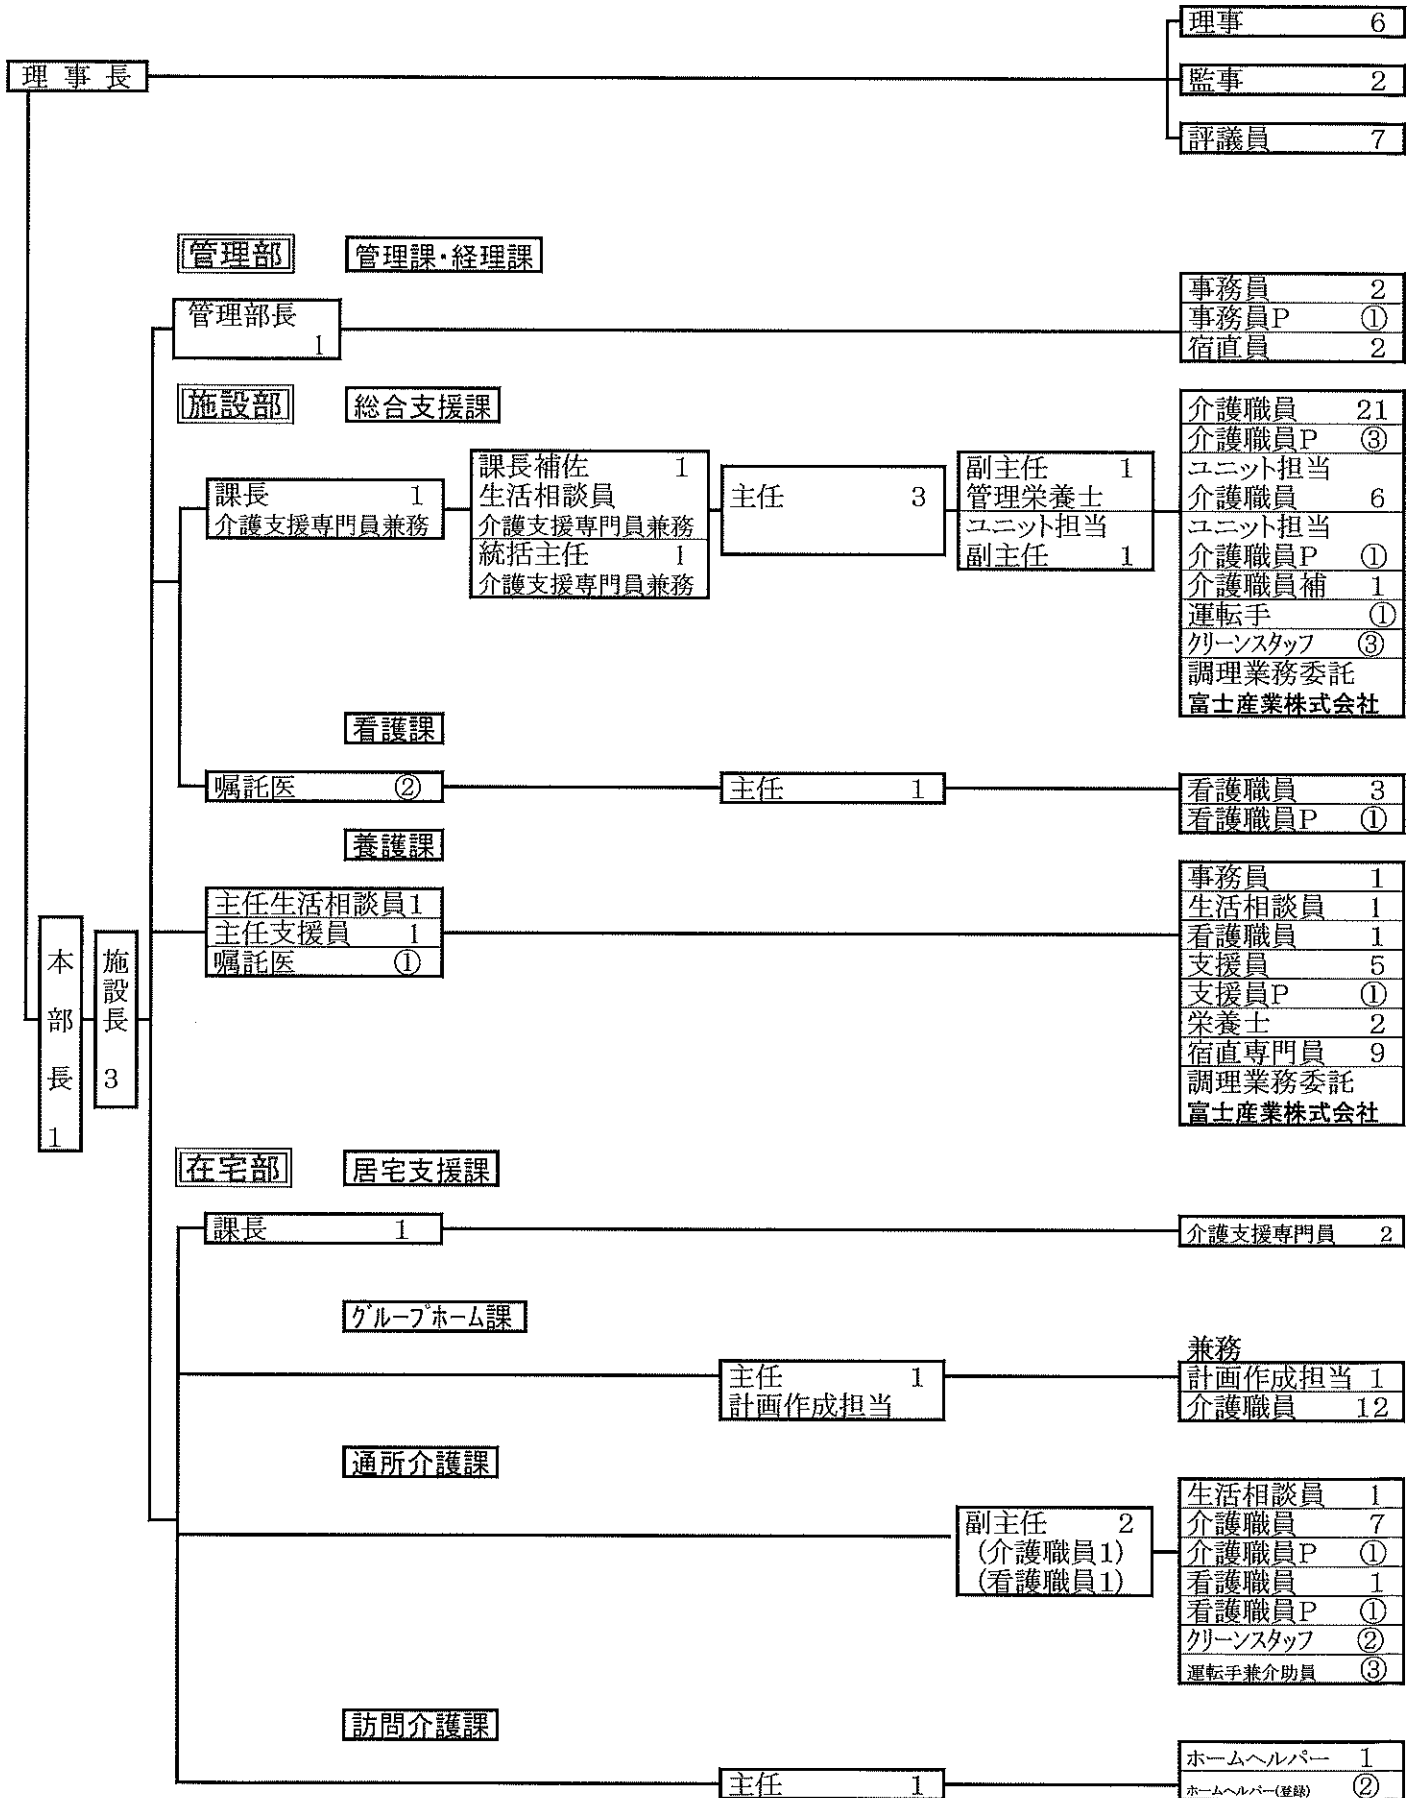 理事 6
理 事 長
監事 2
評議員 7
管理部 管理課・経理課
管理部長
1
事務員 2
事務員P ①
宿直員 2
施設部 総合支援課
課長 1
介護支援専門員兼務
課長補佐 1
生活相談員
介護支援専門員兼務
統括主任 1
介護支援専門員兼務
主任 3
副主任 1
管理栄養士
ユニット担当
副主任 1
介護職員 21
介護職員P ③
ユニット担当
介護職員 6
ユニット担当
介護職員P ①
介護職員補 1
運転手 ①
クリーンスタッフ ③
調理業務委託
富士産業株式会社
看護課
嘱託医 ②
主任 1
看護職員 3
看護職員P ①
養護課
主任生活相談員1
主任支援員 1
嘱託医 ①
事務員 1
生活相談員 1
看護職員 1
支援員 5
支援員P ①
栄養士 2
宿直専門員 9
調理業務委託
富士産業株式会社
本部長 1
施設長 3
在宅部 居宅支援課
課長 1
介護支援専門員 2
グループホーム課
主任 1
計画作成担当
兼務
計画作成担当 1
介護職員 12
通所介護課
副主任 2
(介護職員1)
(看護職員1)
生活相談員 1
介護職員 7
介護職員P ①
看護職員 1
看護職員P ①
クリーンスタッフ ②
運転手兼介助員 ③
訪問介護課
主任 1
ホームヘルパー 1
ホームヘルパー(登録) ②